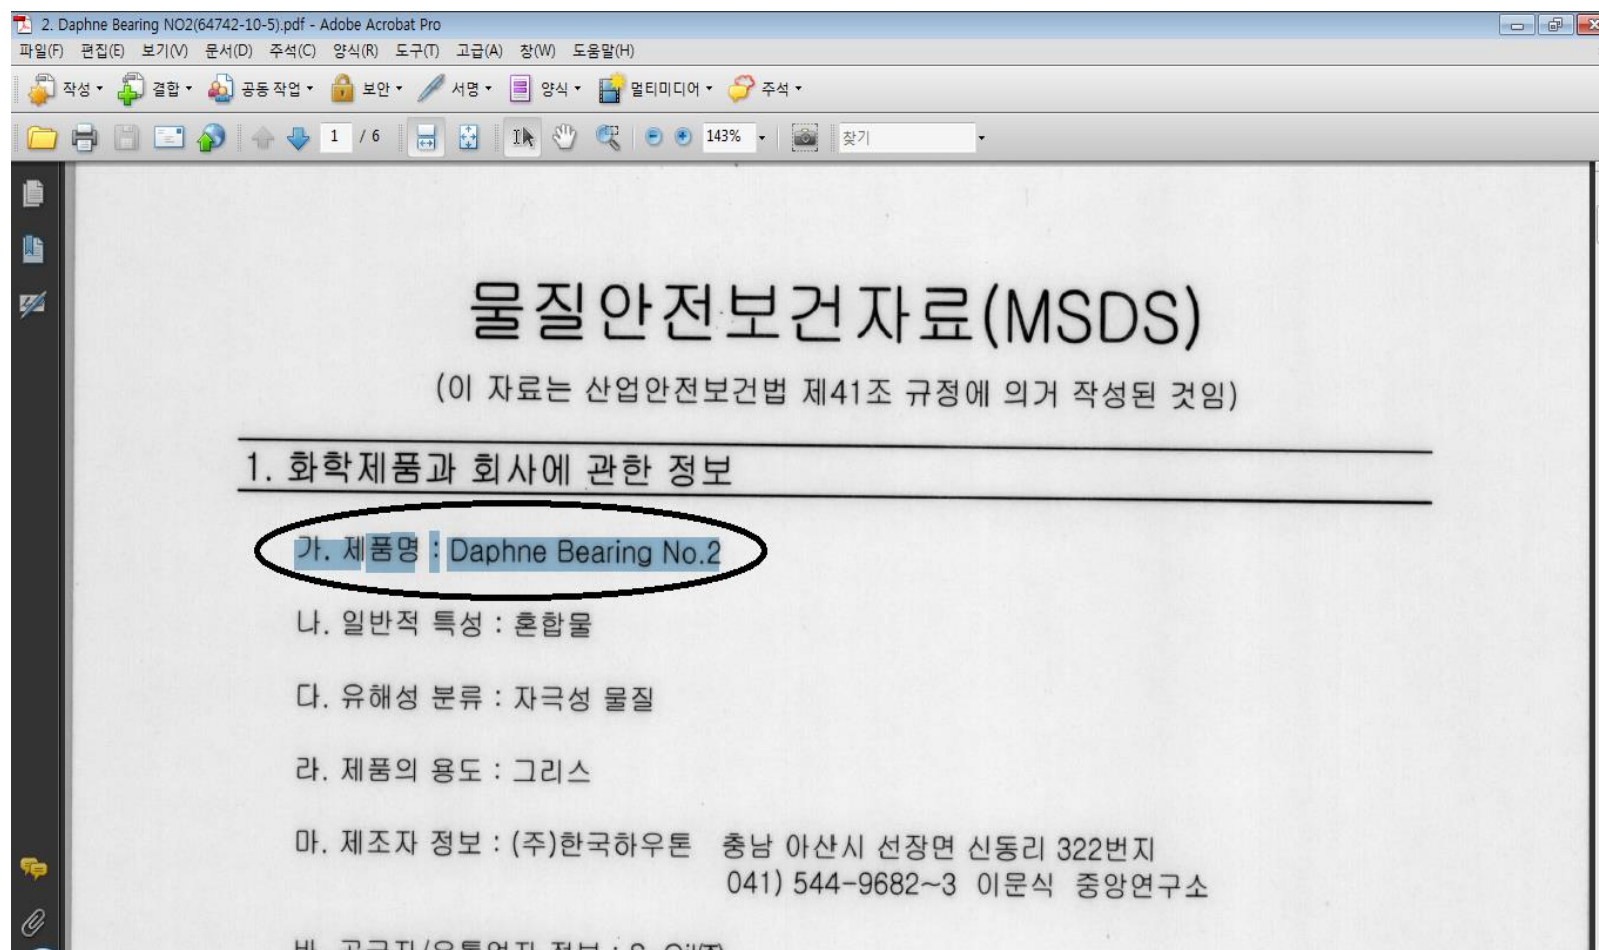 2. Daphne Bearing NO2(64742-10-5).pdf - Adobe Acrobat Pro
파일(F) 편집(E) 보기(V) 문서(D) 주석(C) 양식(R) 도구(T) 고급(A) 창(W) 도움말(H)
작성 결합 공동 작업 보안 서명 양식 멀티미디어 주석
1 / 6 143% 찾기
물질안전보건자료(MSDS)
(이 자료는 산업안전보건법 제41조 규정에 의거 작성된 것임)
1. 화학제품과 회사에 관한 정보
가. 제품명 : Daphne Bearing No.2
나. 일반적 특성 : 혼합물
다. 유해성 분류 : 자극성 물질
라. 제품의 용도 : 그리스
마. 제조자 정보 : (주)한국하우톤 충남 아산시 선장면 신동리 322번지
041) 544-9682~3 이문식 중앙연구소